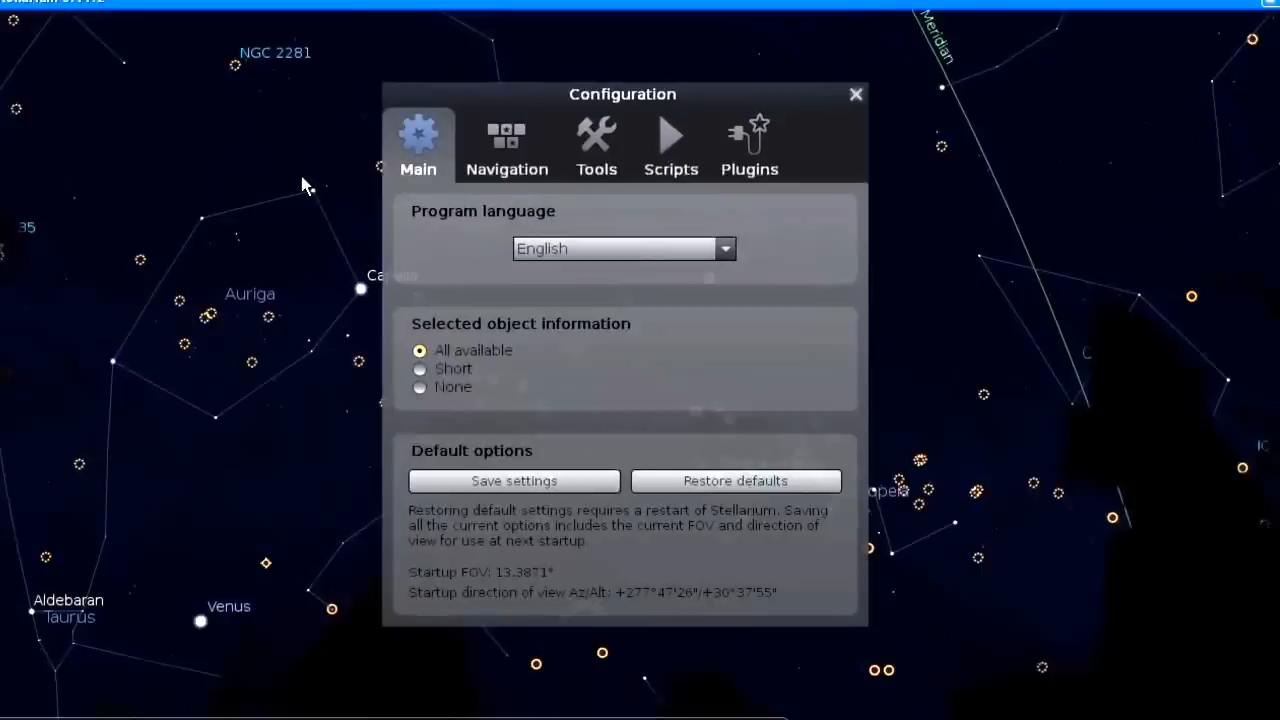 NGC 2281
Meridian
Configuration
Main
Navigation
Tools
Scripts
Plugins
Program language
English
35
Auriga
Selected object information
All available
Short
None
Default options
Save settings
Restore defaults
Restoring default settings requires a restart of Stellarium. Saving
all the current options includes the current FOV and direction of
view for use at next startup.
Startup FOV: 13.3871°
Startup direction of view Az/Alt: +277°47'26"/+30°37'55"
Aldebaran
Taurus
Venus